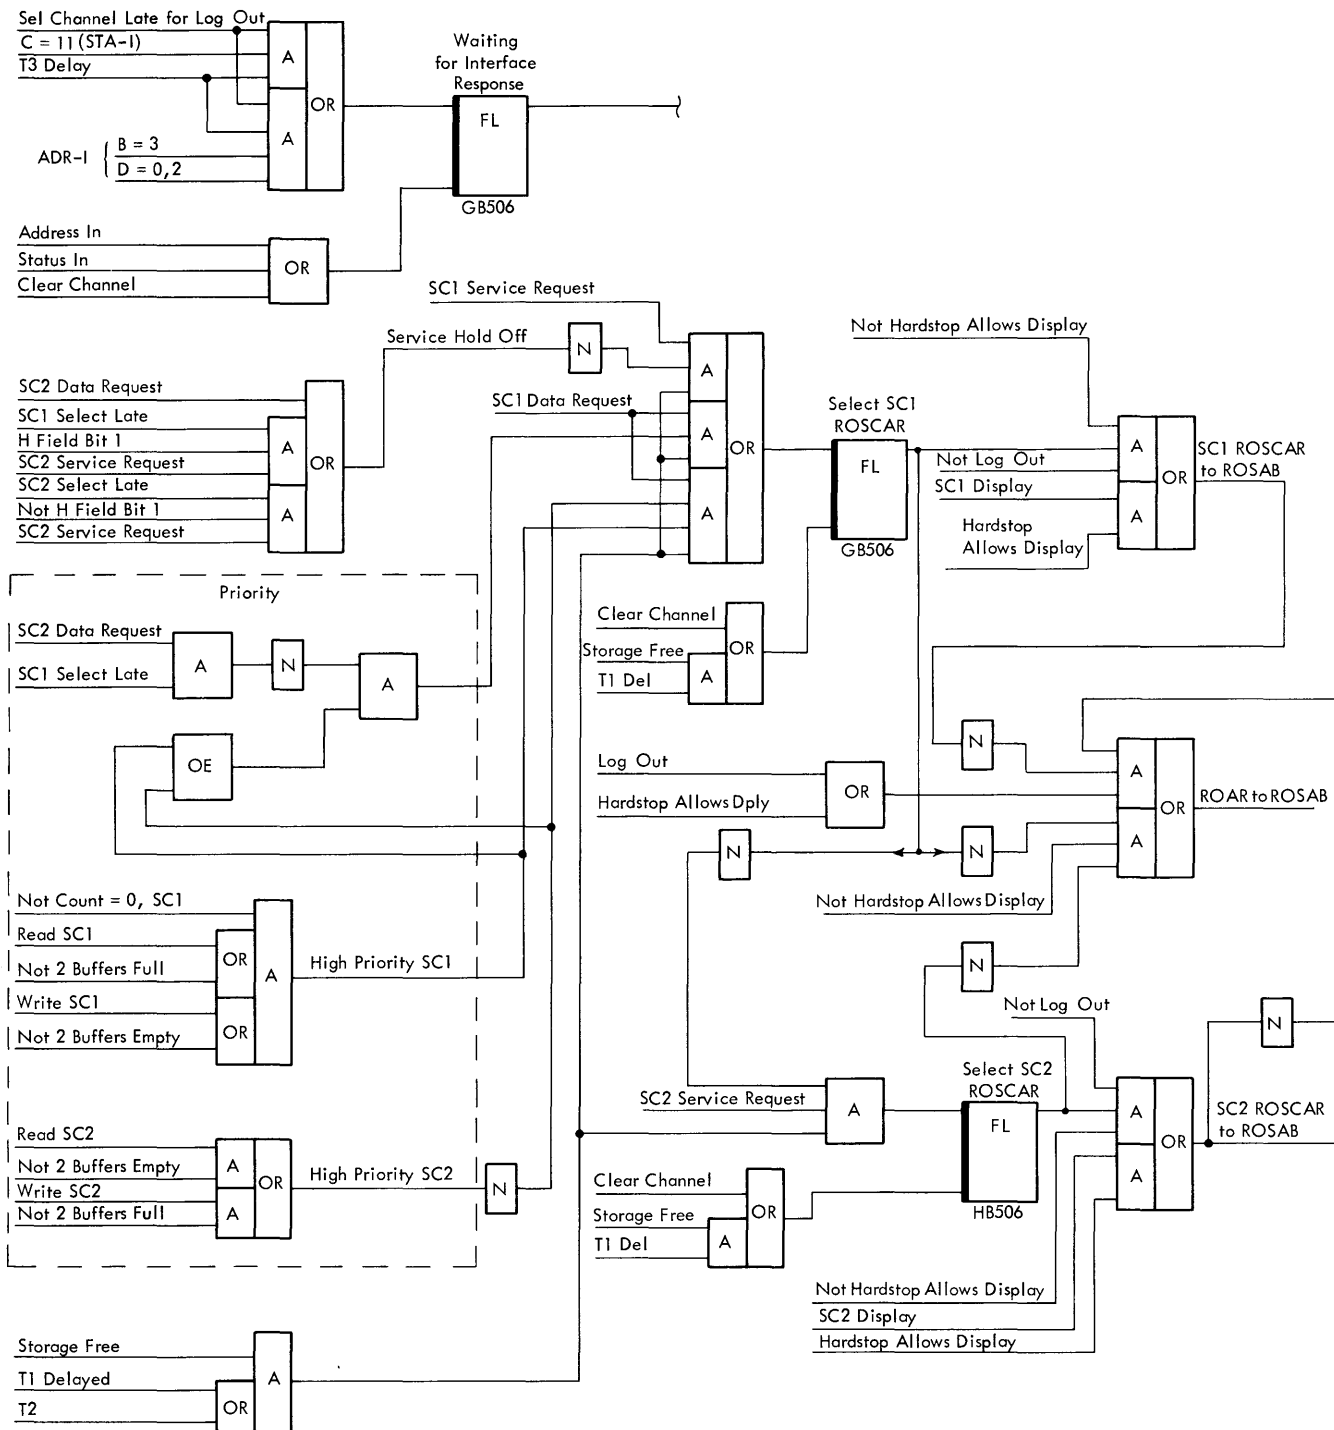 Sel Channel Late for Log Out
C = 11 (STA-I)
T3 Delay
A
OR
A
ADR-I
B = 3
D = 0,2
Waiting
for Interface
Response
FL
GB506
Address In
Status In
Clear Channel
OR
SC1 Service Request
Service Hold Off
N
SC2 Data Request
SC1 Select Late
H Field Bit 1
SC2 Service Request
SC2 Select Late
Not H Field Bit 1
SC2 Service Request
A
OR
A
SC1 Data Request
A
A
OR
A
Select SC1
ROSCAR
FL
GB506
Not Hardstop Allows Display
Not Log Out
SC1 Display
Hardstop
Allows Display
A
OR
A
SC1 ROSCAR
to ROSAB
Clear Channel
Storage Free
T1 Del
OR
A
Priority
SC2 Data Request
SC1 Select Late
A
N
A
OE
Log Out
Hardstop Allows Dply
OR
N
N
N
A
OR
A
ROAR to ROSAB
Not Hardstop Allows Display
N
Not Count = 0, SC1
Read SC1
Not 2 Buffers Full
Write SC1
Not 2 Buffers Empty
OR
A
OR
High Priority SC1
Read SC2
Not 2 Buffers Empty
Write SC2
Not 2 Buffers Full
A
OR
A
High Priority SC2
N
SC2 Service Request
A
Select SC2
ROSCAR
FL
HB506
Not Log Out
A
OR
A
N
SC2 ROSCAR
to ROSAB
Clear Channel
Storage Free
T1 Del
OR
A
Not Hardstop Allows Display
SC2 Display
Hardstop Allows Display
Storage Free
T1 Delayed
T2
A
OR